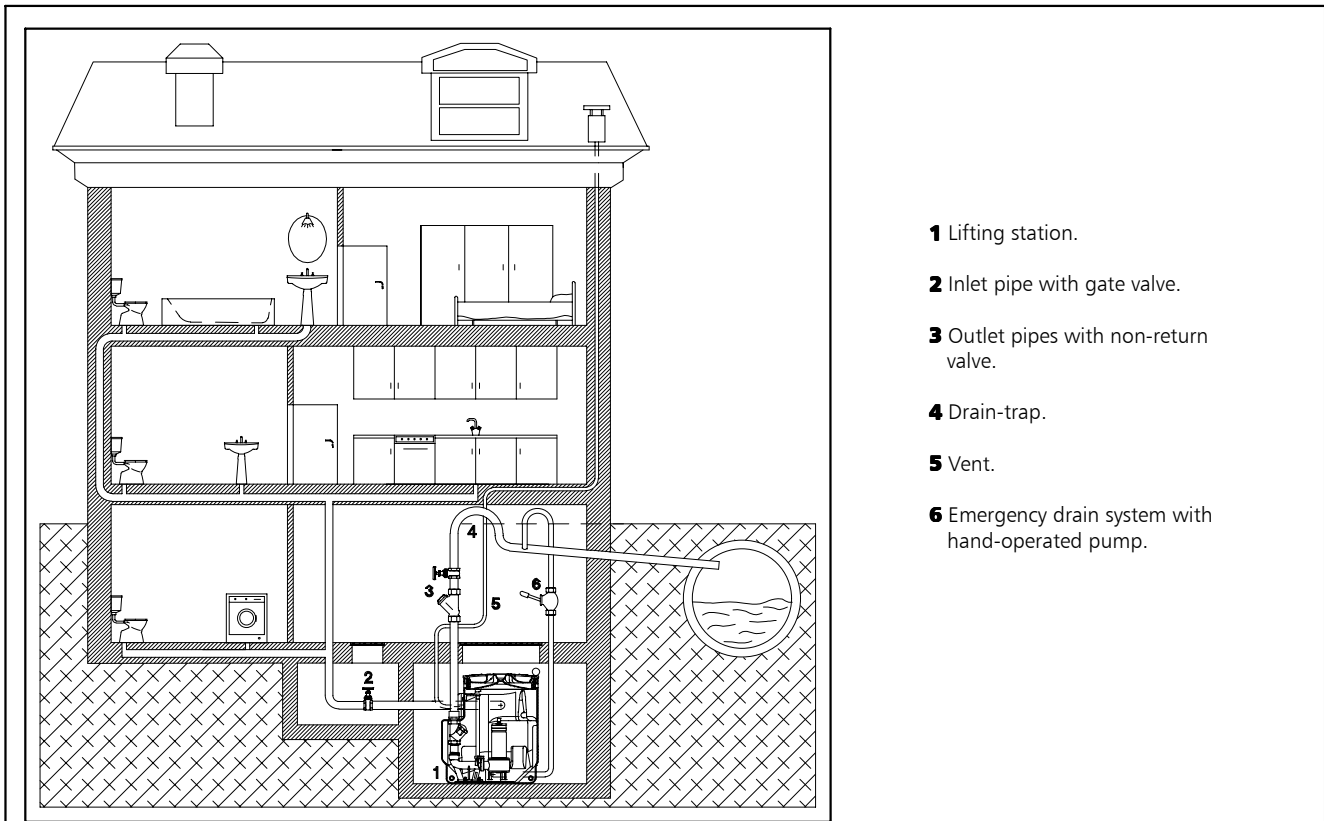 1 Lifting station.
2 Inlet pipe with gate valve.
3 Outlet pipes with non-return
valve.
4 Drain-trap.
5 Vent.
6 Emergency drain system with
hand-operated pump.
4
6
3
5
2
1